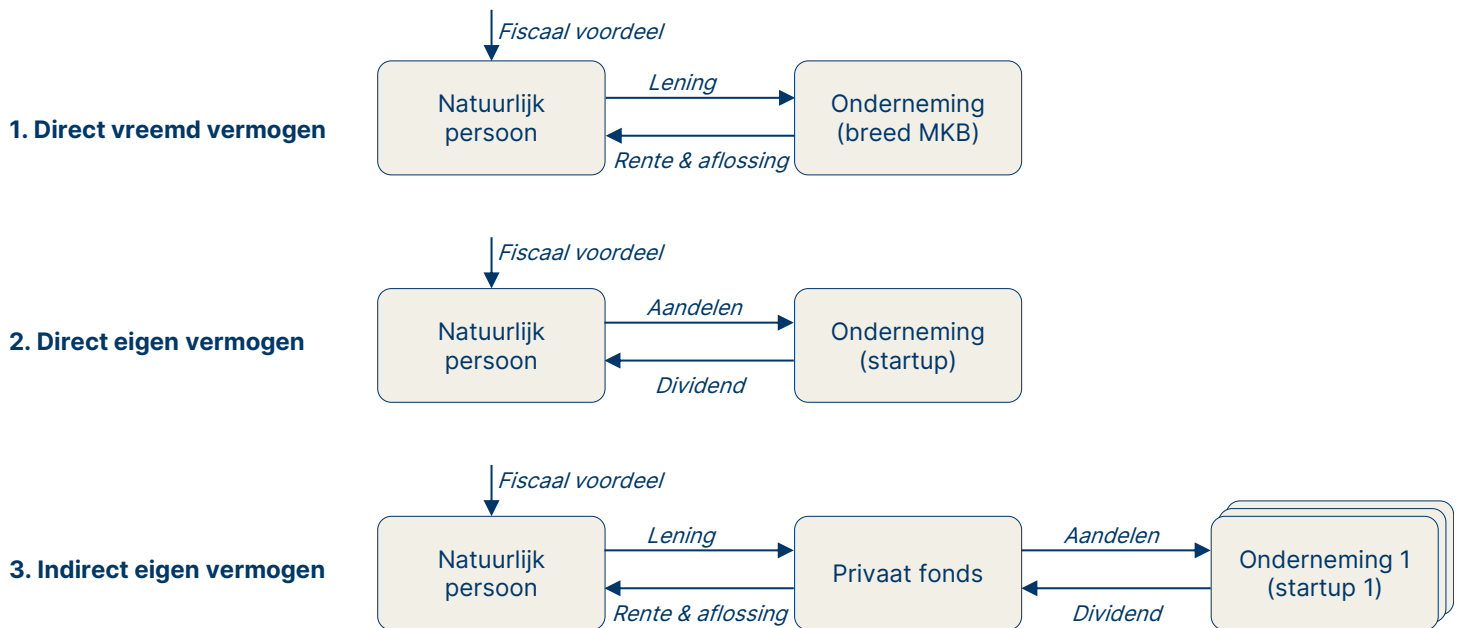 Fiscaal voordeel
1. Direct vreemd vermogen
Natuurlijk
persoon
Lening
Rente & aflossing
Onderneming
(breed MKB)
Fiscaal voordeel
2. Direct eigen vermogen
Natuurlijk
persoon
Aandelen
Dividend
Onderneming
(startup)
Fiscaal voordeel
3. Indirect eigen vermogen
Natuurlijk
persoon
Lening
Rente & aflossing
Privaat fonds
Aandelen
Dividend
Onderneming 1
(startup 1)